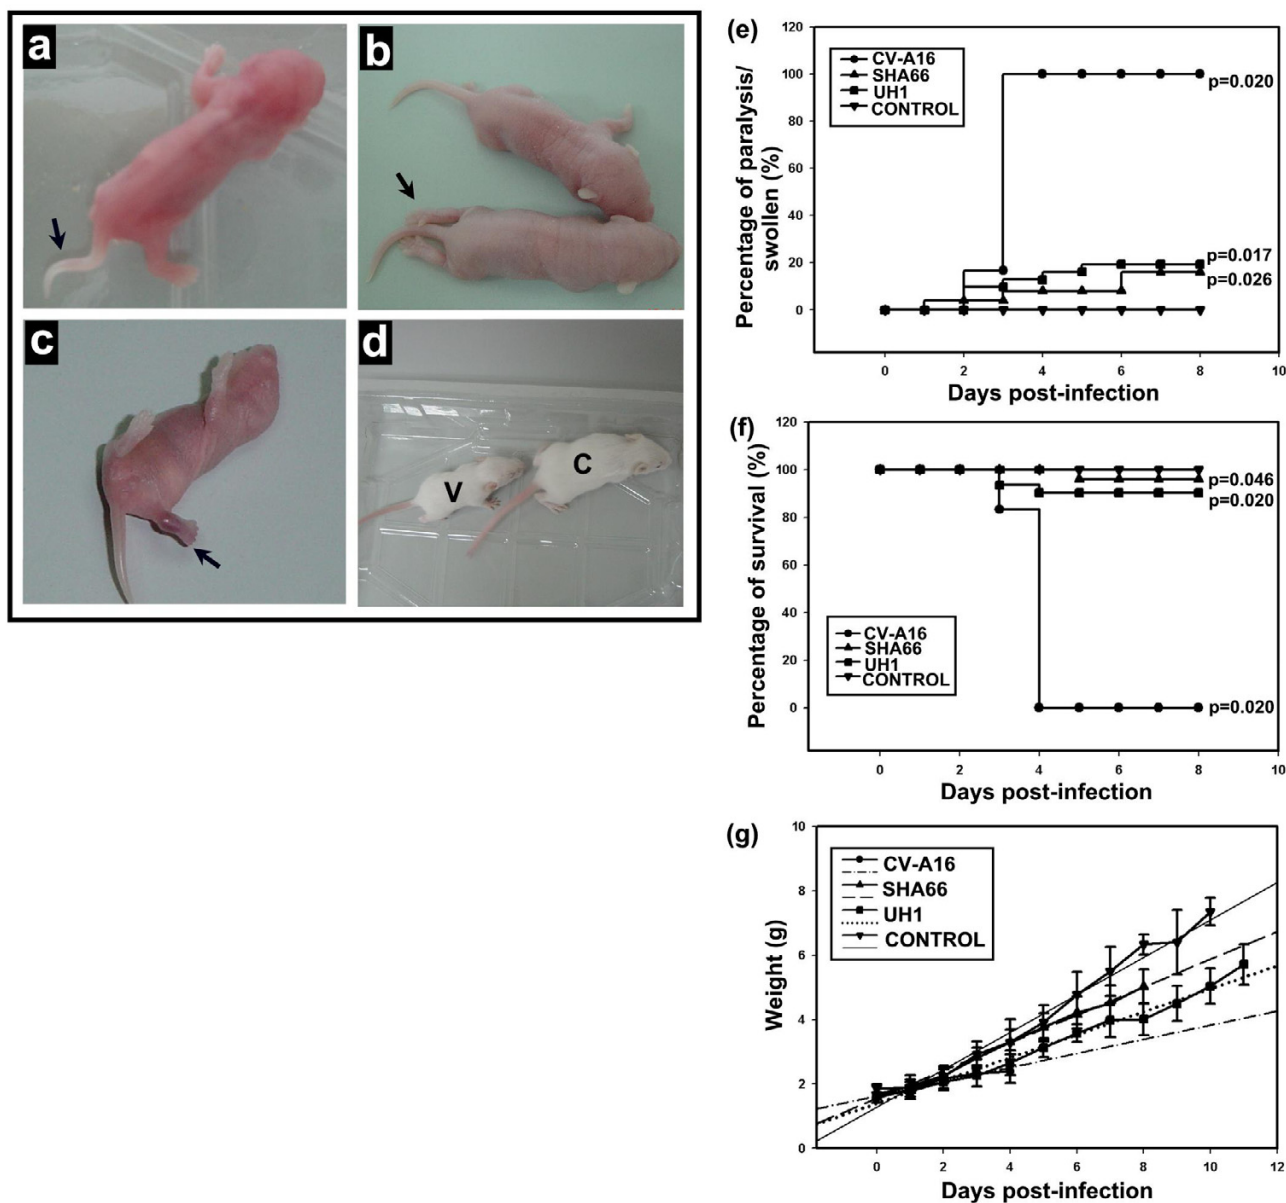 a
b
c
d
V
C
(e)
120
100
80
60
40
20
0
Percentage of paralysis/
swollen (%)
CV-A16
SHA66
UH1
CONTROL
p=0.020
p=0.017
p=0.026
0 2 4 6 8 10
Days post-infection
(f)
120
100
80
60
40
20
0
Percentage of survival (%)
p=0.046
p=0.020
CV-A16
SHA66
UH1
CONTROL
p=0.020
0 2 4 6 8 10
Days post-infection
(g)
10
8
6
4
2
0
Weight (g)
CV-A16
SHA66
UH1
CONTROL
0 2 4 6 8 10 12
Days post-infection